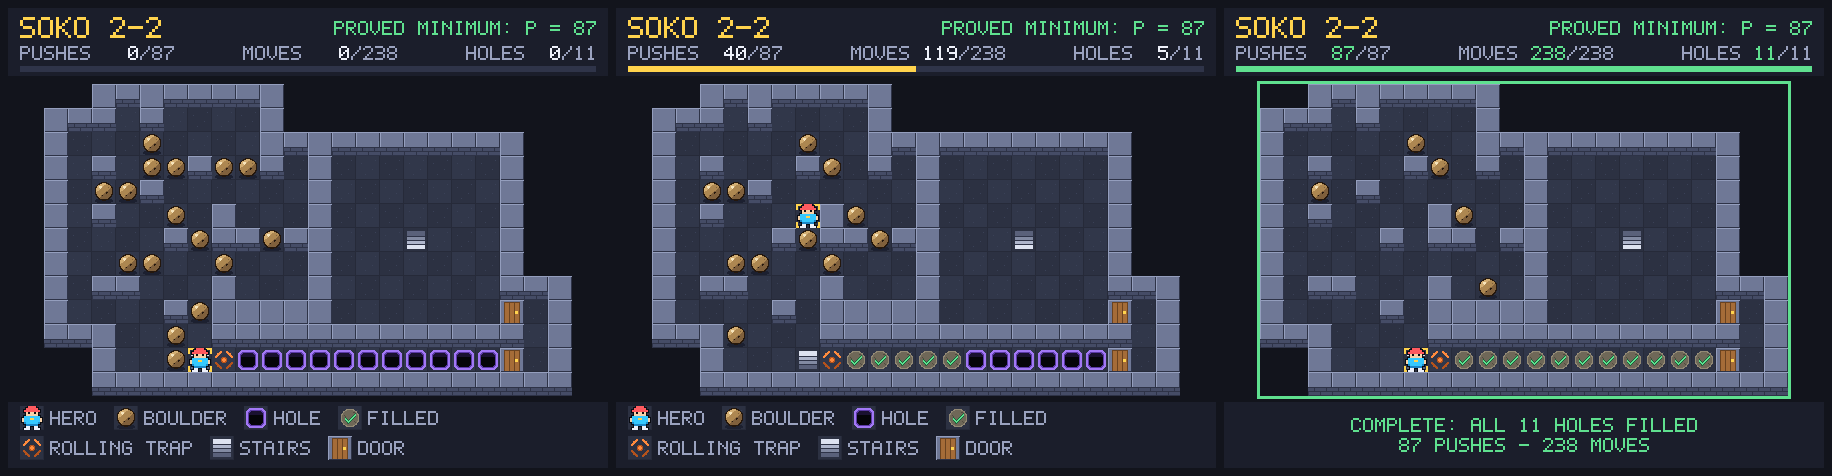 SOKO 2-2 PROVED MINIMUM: P = 87
PUSHES 0/87 MOVES 0/238 HOLES 0/11
HERO BOULDER HOLE FILLED
ROLLING TRAP STAIRS DOOR
SOKO 2-2 PROVED MINIMUM: P = 87
PUSHES 40/87 MOVES 119/238 HOLES 5/11
HERO BOULDER HOLE FILLED
ROLLING TRAP STAIRS DOOR
SOKO 2-2 PROVED MINIMUM: P = 87
PUSHES 87/87 MOVES 238/238 HOLES 11/11
COMPLETE: ALL 11 HOLES FILLED
87 PUSHES - 238 MOVES